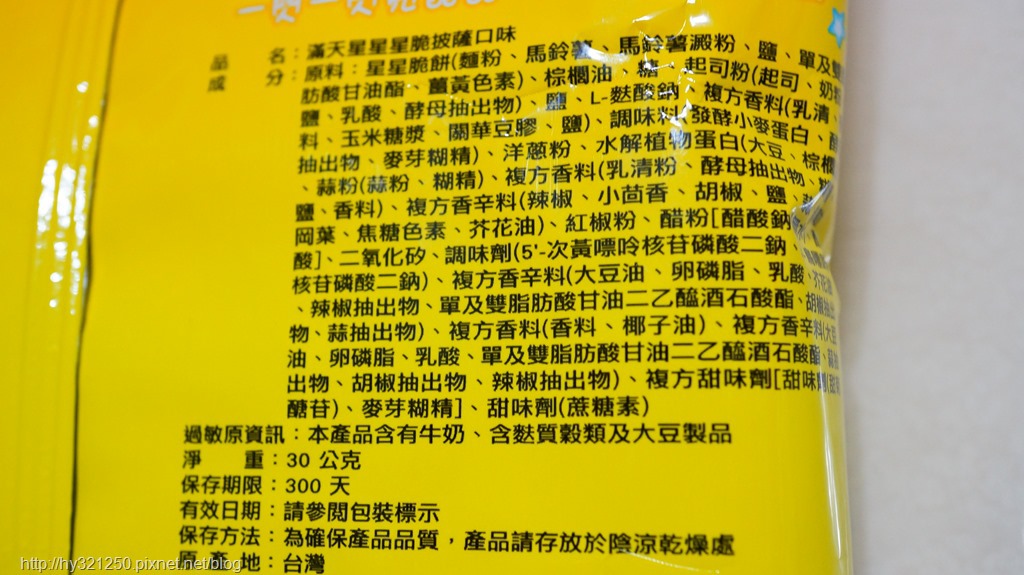 品 名：滿天星星星脆披薩口味
成 分：原料：星星脆餅(麵粉、馬鈴薯、馬鈴薯澱粉、鹽、單及雙
肪酸甘油酯、薑黃色素)、棕櫚油、糖、起司粉(起司、奶
鹽、乳酸、酵母抽出物)、鹽、L-麩酸鈉、複方香料(乳清、
料、玉米糖漿、關華豆膠、鹽)、調味料(發酵小麥蛋白、
抽出物、麥芽糊精)、洋蔥粉、水解植物蛋白(大豆、棕櫚
、蒜粉(蒜粉、糊精)、複方香料(乳清粉、酵母抽出物、
鹽、香料)、複方香辛料(辣椒、小茴香、胡椒、鹽、
岡葉、焦糖色素、芥花油)、紅椒粉、醋粉[醋酸鈉、
酸]、二氧化矽、調味劑(5'-次黃嘌呤核苷磷酸二鈉、
核苷磷酸二鈉)、複方香辛料(大豆油、卵磷脂、乳酸、芥花
、辣椒抽出物、單及雙脂肪酸甘油二乙醯酒石酸酯、胡椒抽出
物、蒜抽出物)、複方香料(香料、椰子油)、複方香辛料(大豆
油、卵磷脂、乳酸、單及雙脂肪酸甘油二乙醯酒石酸酯、蒜抽
出物、胡椒抽出物、辣椒抽出物)、複方甜味劑[甜味劑(甜菊
醣苷)、麥芽糊精]、甜味劑(蔗糖素)
過敏原資訊：本產品含有牛奶、含麩質穀類及大豆製品
淨 重：30 公克
保存期限：300 天
有效日期：請參閱包裝標示
保存方法：為確保產品品質，產品請存放於陰涼乾燥處
原 產 地：台灣
http://hy321250.pixnet.net/blog